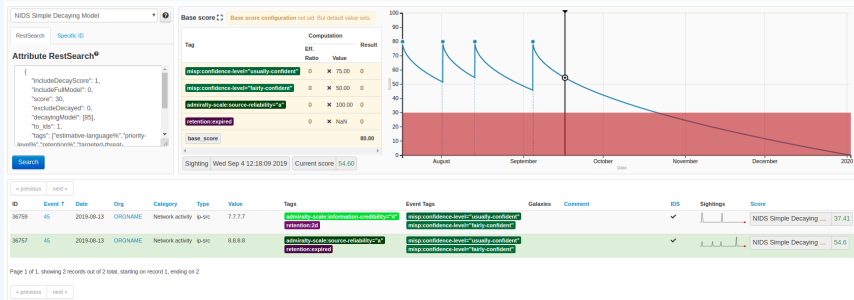 NIDS Simple Decaying Model
RestSearch Specific ID
Attribute RestSearch
{
"includeDecayScore": 1,
"includeFullModel": 0,
"score": 30,
"excludeDecayed": 0,
"decayingModel": [85],
"to_ids": 1,
"tags": ["estimative-language%","priority-
level%","retention%","targeted-threat-
Search
Base score
Base score configuration not set. But default value sets.
Computation
Tag Eff. Ratio Value Result
misp:confidence-level="usually-confident" 0 × 75.00 0
misp:confidence-level="fairly-confident" 0 × 50.00 0
admiralty-scale:source-reliability="a" 0 × 100.00 0
retention:expired 0 × NaN 0
base_score 80.00
Sighting Wed Sep 4 12:18:09 2019 Current score 54.60
100
90
80
70
60
50
40
30
20
10
0
Score
August September October November December 2020
Date
« previous next »
ID Event ↑ Date Org Category Type Value Tags Event Tags Galaxies Comment IDS Sightings Score
36759 45 2019-08-13 ORGNAME Network activity ip-src 7.7.7.7 admiralty-scale:information-credibility="4" misp:confidence-level="usually-confident" NIDS Simple Decaying ... 37.41
retention:2d misp:confidence-level="fairly-confident"
36757 45 2019-08-13 ORGNAME Network activity ip-src 8.8.8.8 admiralty-scale:source-reliability="a" misp:confidence-level="usually-confident" NIDS Simple Decaying ... 54.6
retention:expired misp:confidence-level="fairly-confident"
Page 1 of 1, showing 2 records out of 2 total, starting on record 1, ending on 2
« previous next »